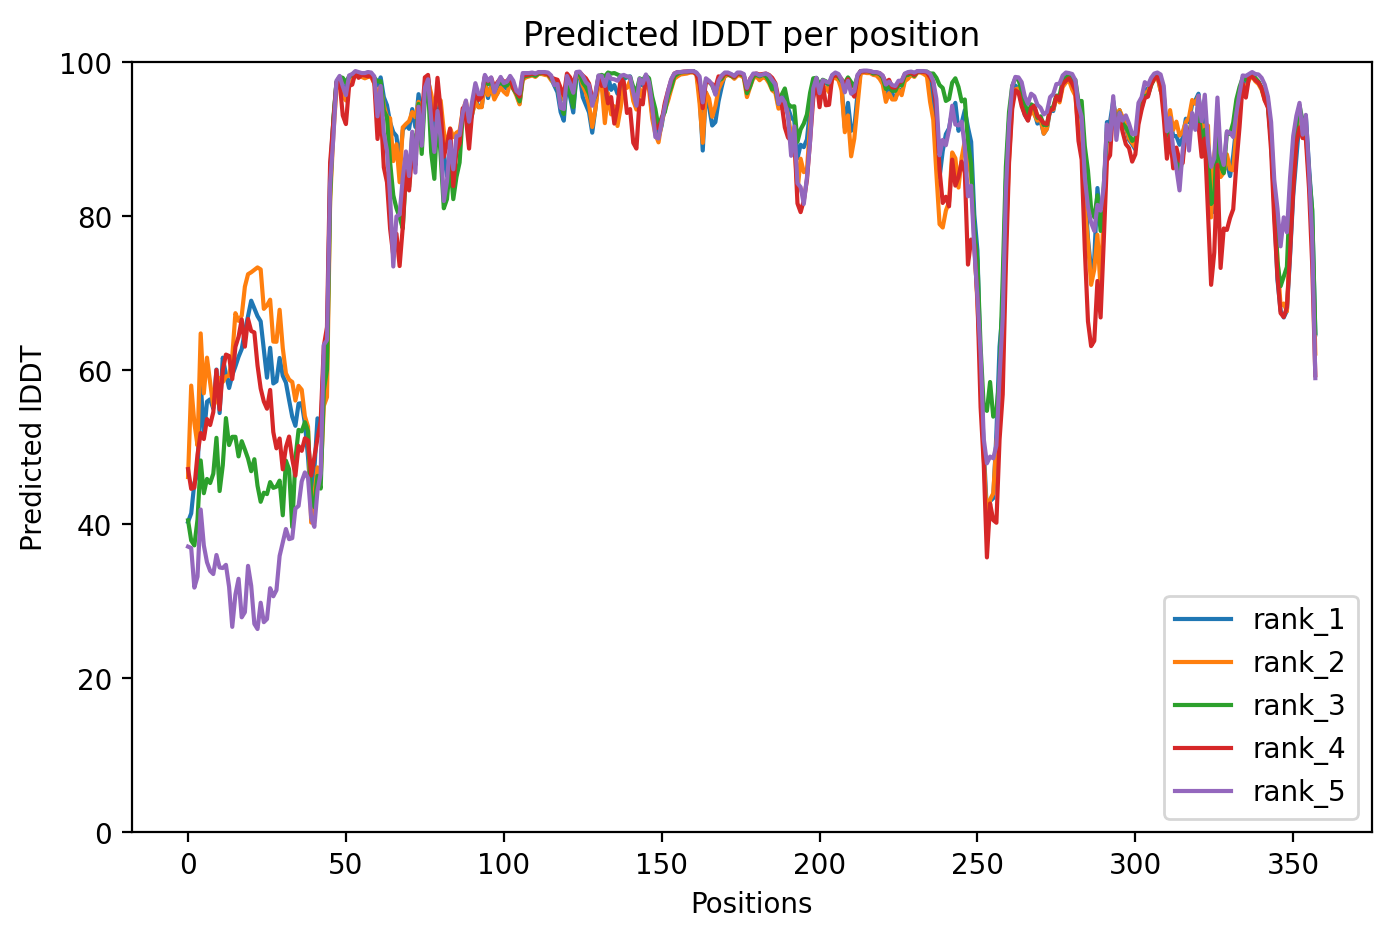 Predicted lDDT per position
Predicted lDDT
100
80
60
40
20
0
0 50 100 150 200 250 300 350
Positions
rank_1
rank_2
rank_3
rank_4
rank_5